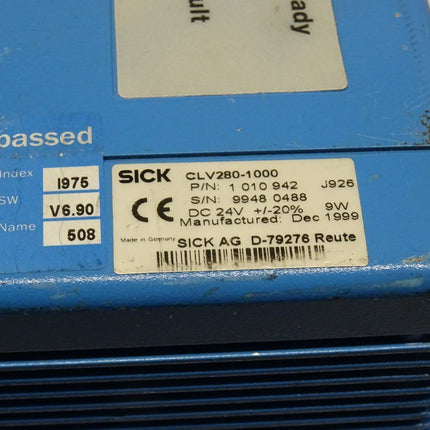 ady
ult
passed
Index I975
SW V6.90
Name 508
SICK CLV280-1000
P/N: 1 010 942 J926
S/N: 9948 0488
CE DC 24V +/-20% 9W
Manufactured: Dec 1999
Made in Germany SICK AG D-79276 Reute